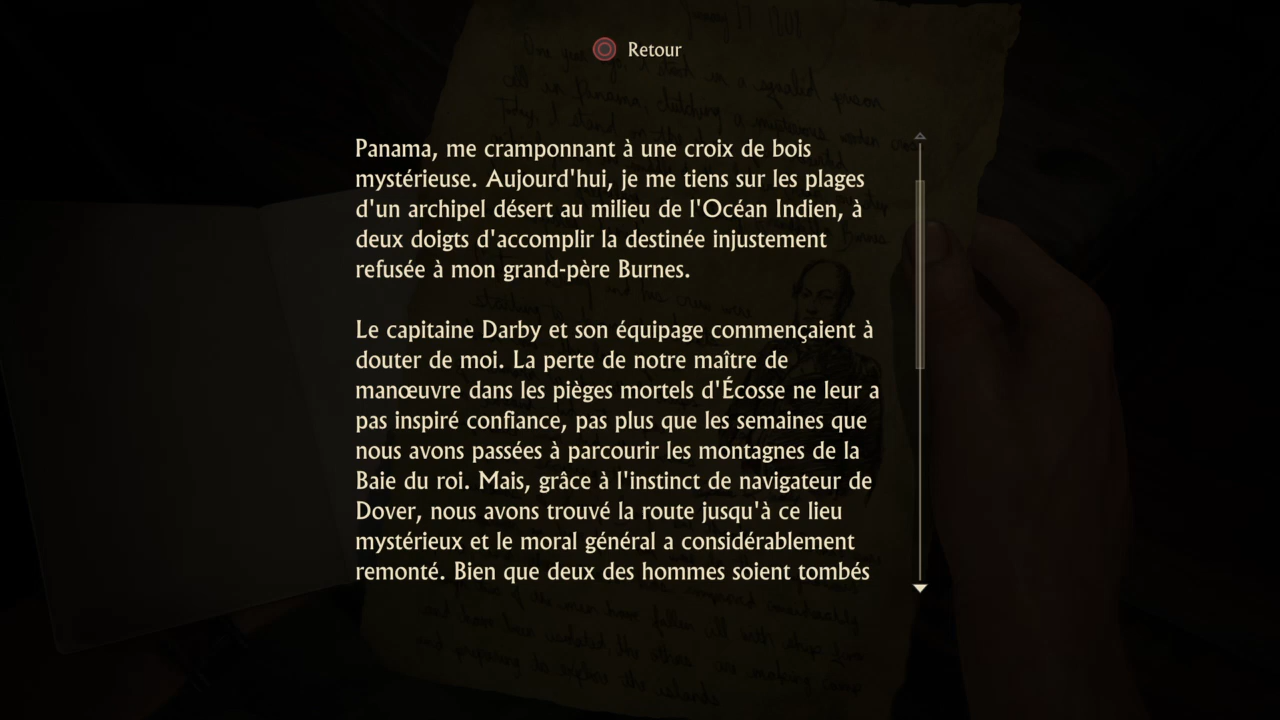 Retour
Panama, me cramponnant à une croix de bois
mystérieuse. Aujourd'hui, je me tiens sur les plages
d'un archipel désert au milieu de l'Océan Indien, à
deux doigts d'accomplir la destinée injustement
refusée à mon grand-père Burnes.
Le capitaine Darby et son équipage commençaient à
douter de moi. La perte de notre maître de
manœuvre dans les pièges mortels d'Écosse ne leur a
pas inspiré confiance, pas plus que les semaines que
nous avons passées à parcourir les montagnes de la
Baie du roi. Mais, grâce à l'instinct de navigateur de
Dover, nous avons trouvé la route jusqu'à ce lieu
mystérieux et le moral général a considérablement
remonté. Bien que deux des hommes soient tombés